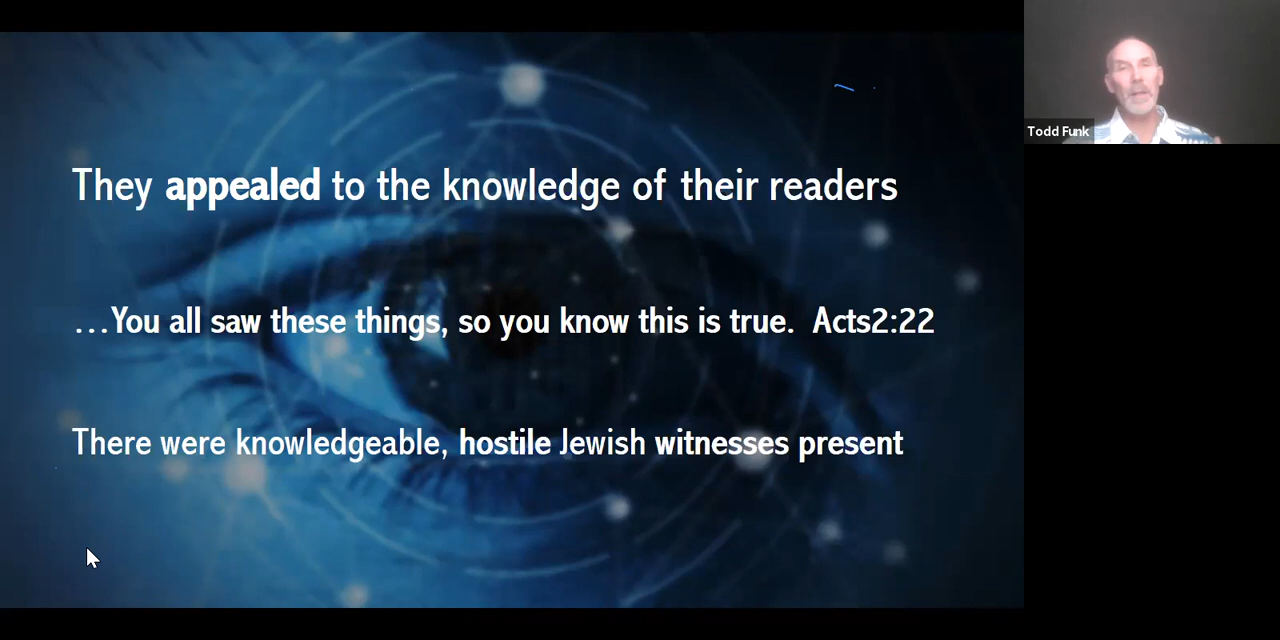 They appealed to the knowledge of their readers
...You all saw these things, so you know this is true.  Acts2:22
There were knowledgeable, hostile Jewish witnesses present
Todd Funk